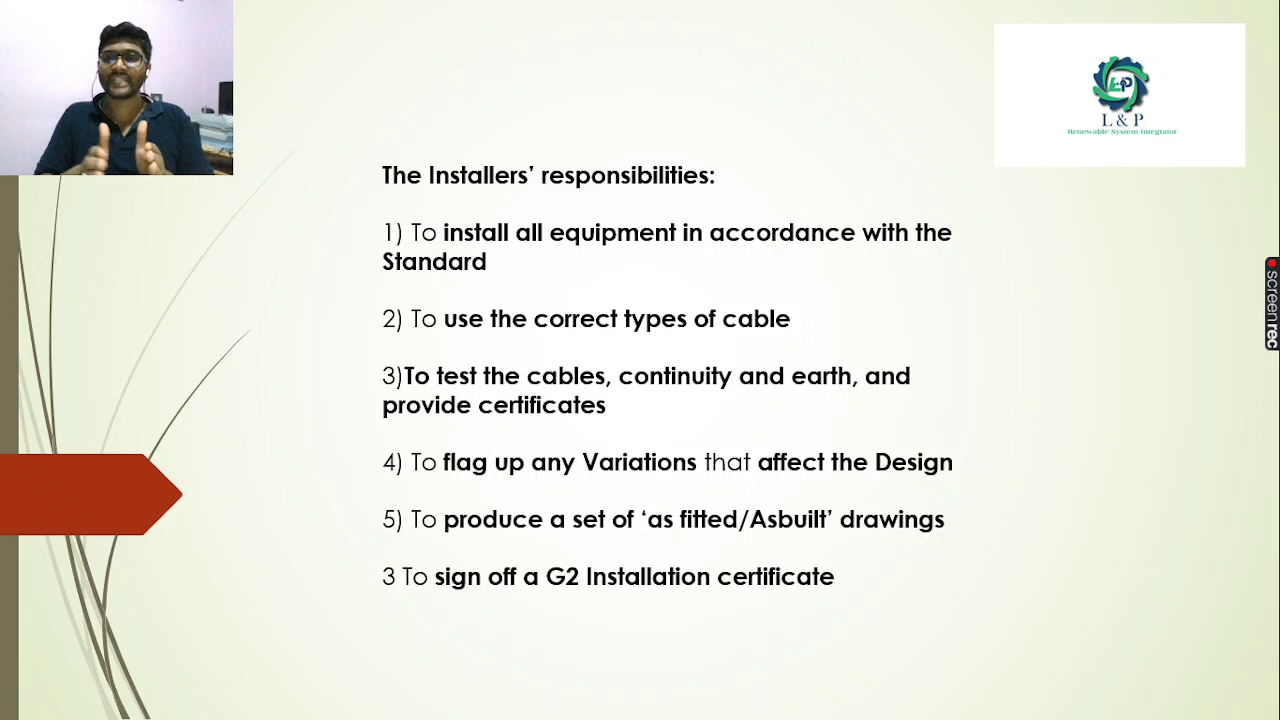 L&P
L & P
Renewable System Integrator
The Installers’ responsibilities:
1) To install all equipment in accordance with the
Standard
2) To use the correct types of cable
3)To test the cables, continuity and earth, and
provide certificates
4) To flag up any Variations that affect the Design
5) To produce a set of ‘as fitted/Asbuilt’ drawings
3 To sign off a G2 Installation certificate
screenrec